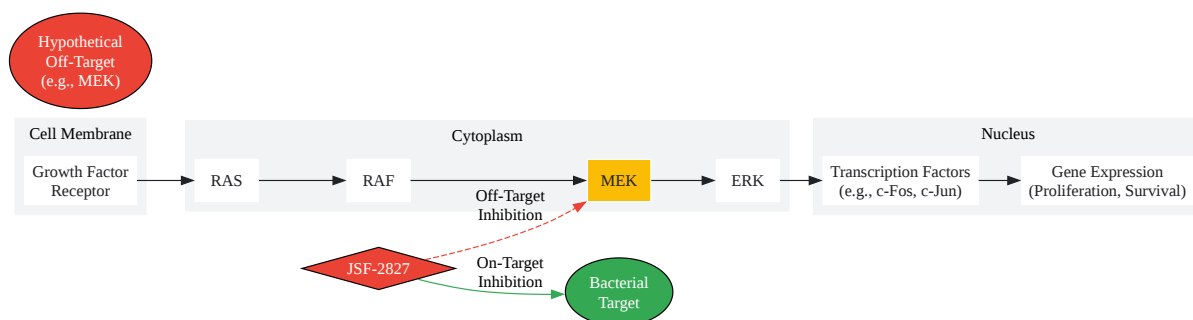 Hypothetical
Off-Target
(e.g., MEK)
Cell Membrane
Growth Factor
Receptor
Cytoplasm
RAS
RAF
MEK
ERK
Nucleus
Transcription Factors
(e.g., c-Fos, c-Jun)
Gene Expression
(Proliferation, Survival)
Off-Target
Inhibition
JSF-2827
On-Target
Inhibition
Bacterial
Target